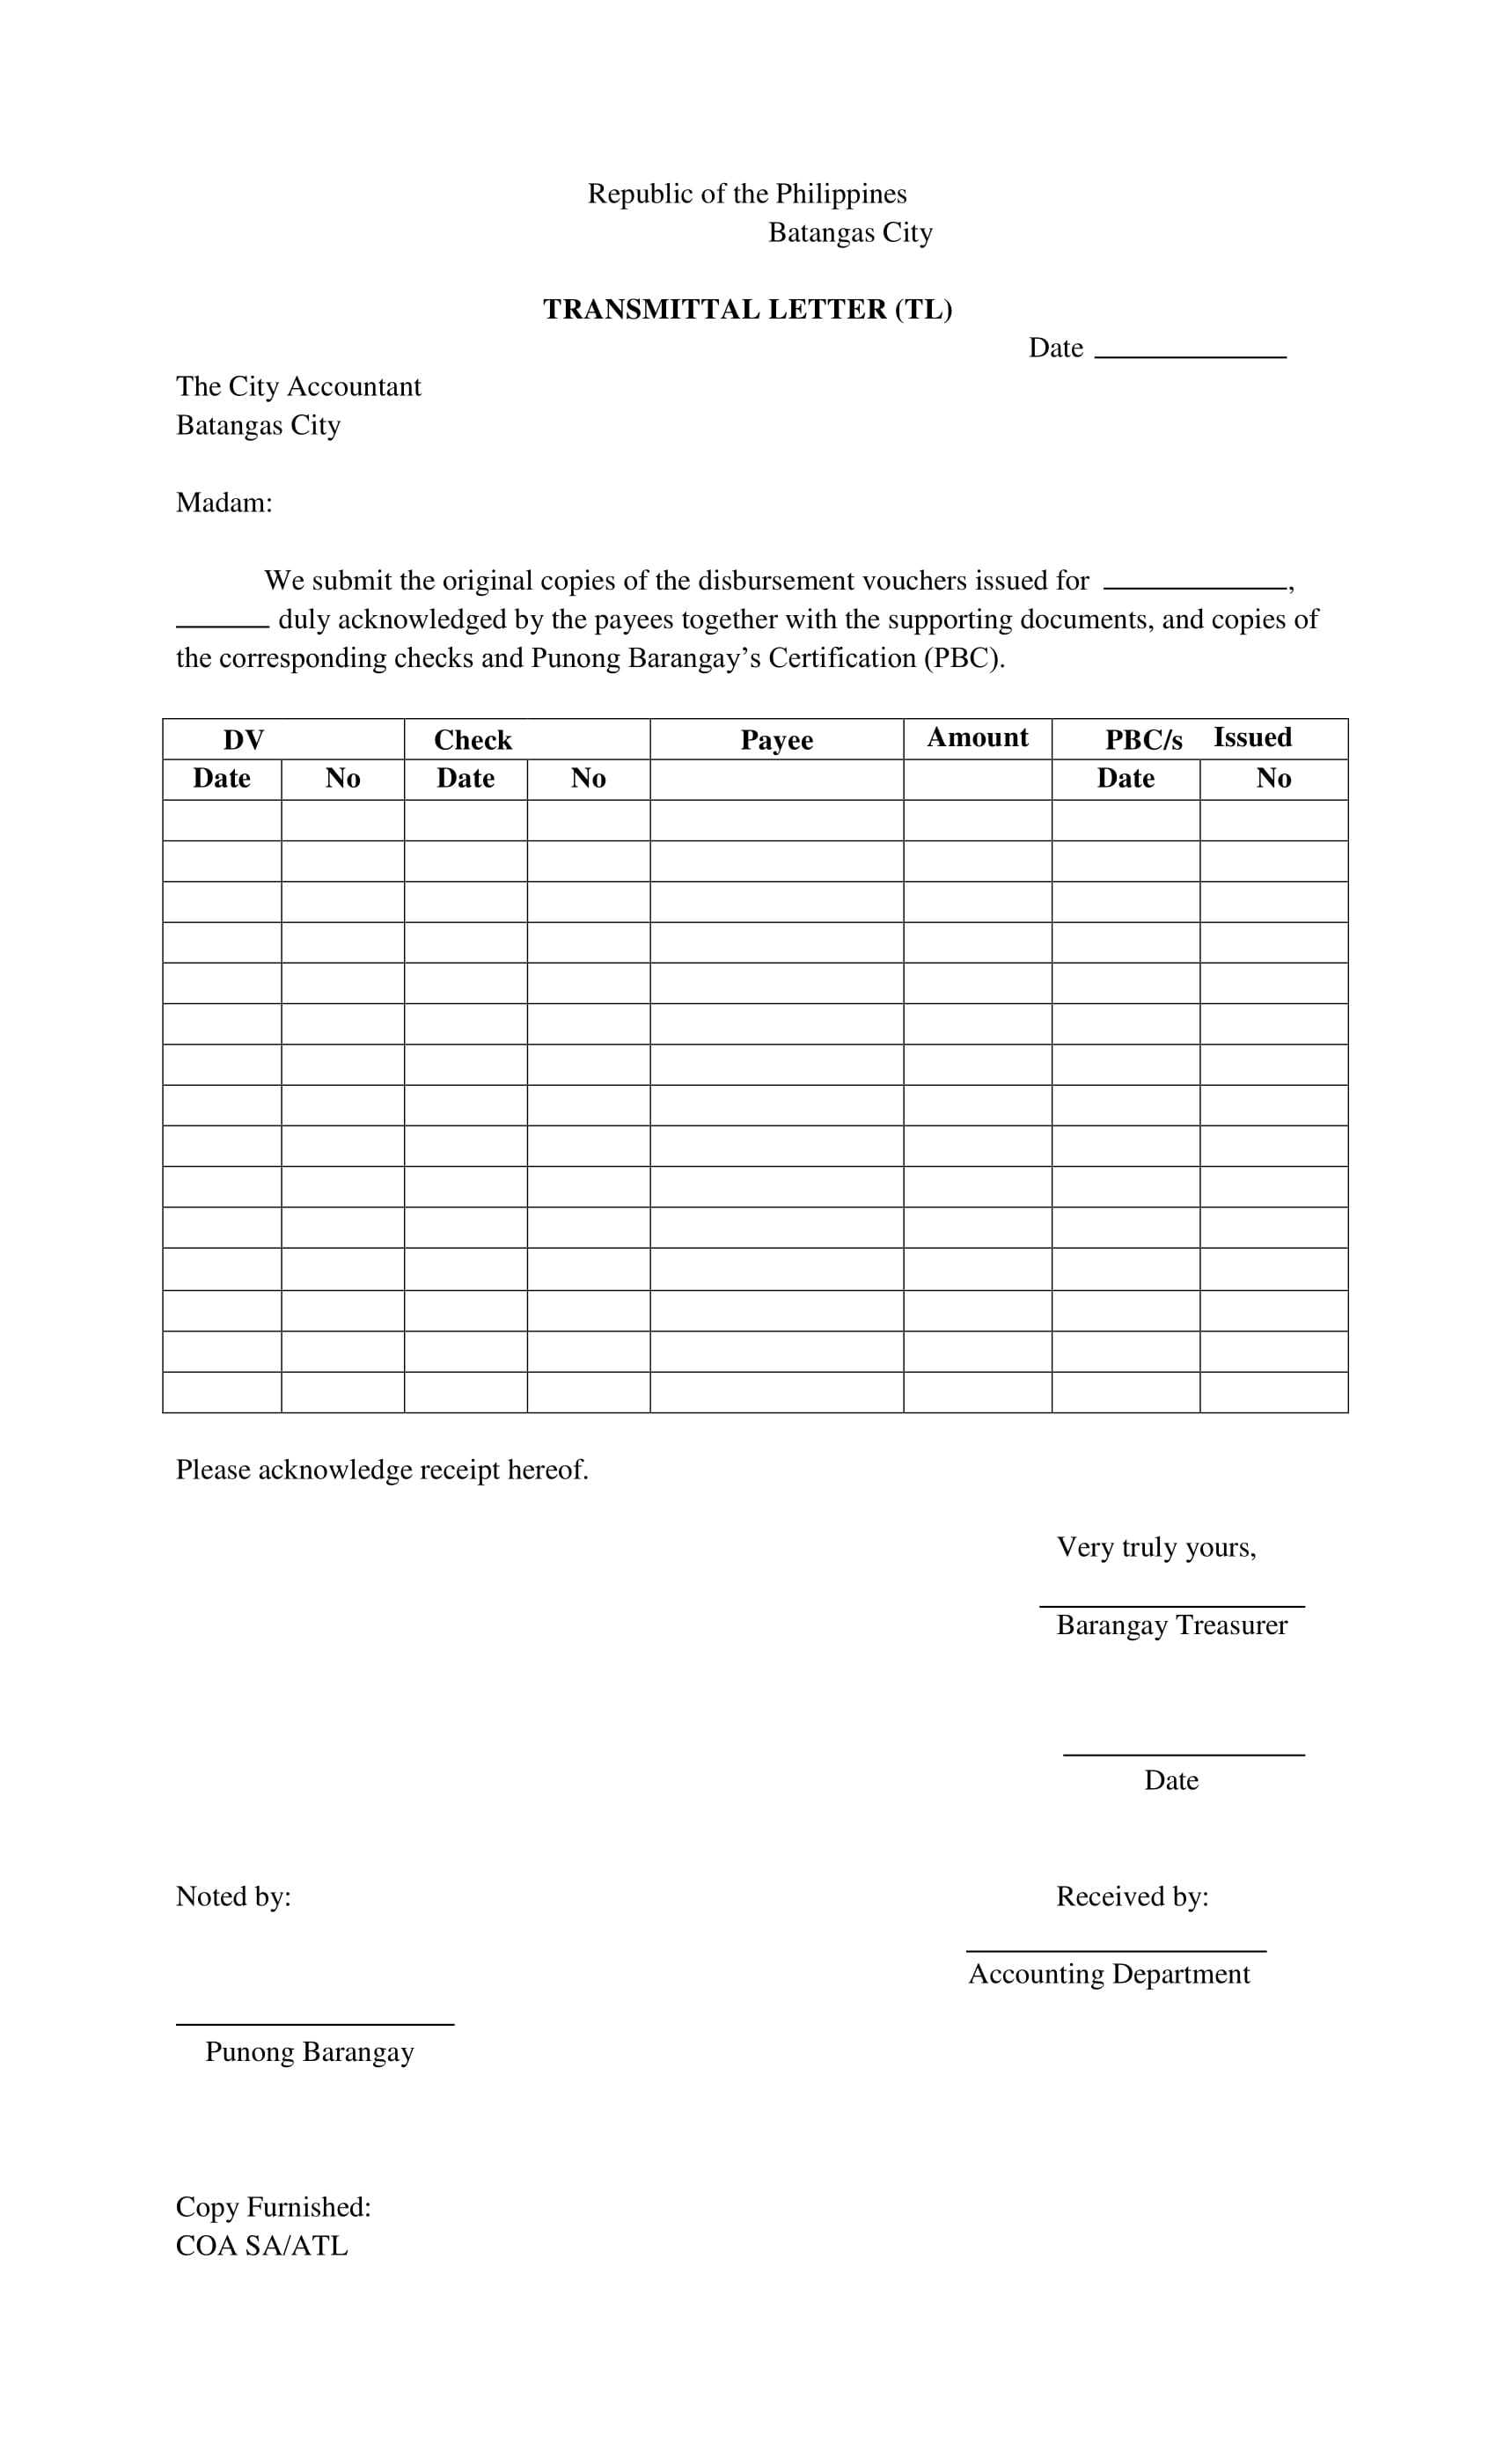 Republic of the Philippines
Batangas City
TRANSMITTAL LETTER (TL)
Date ____________
The City Accountant
Batangas City
Madam:
We submit the original copies of the disbursement vouchers issued for ____________,
______ duly acknowledged by the payees together with the supporting documents, and copies of
the corresponding checks and Punong Barangay’s Certification (PBC).
DV Check Payee Amount PBC/s Issued
Date No Date No Date No
Please acknowledge receipt hereof.
Very truly yours,
Barangay Treasurer
Date
Noted by: Received by:
Accounting Department
Punong Barangay
Copy Furnished:
COA SA/ATL